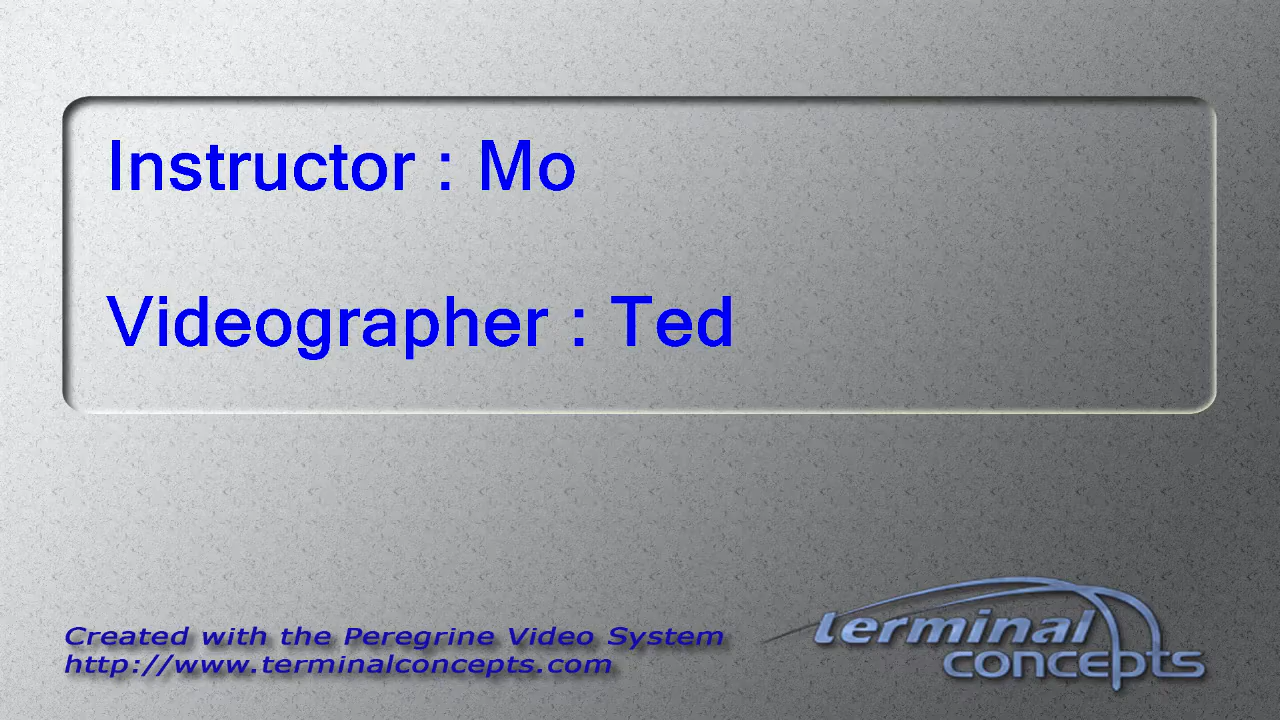 Instructor : Mo
Videographer : Ted
Created with the Peregrine Video System
http://www.terminalconcepts.com
terminal
concepts